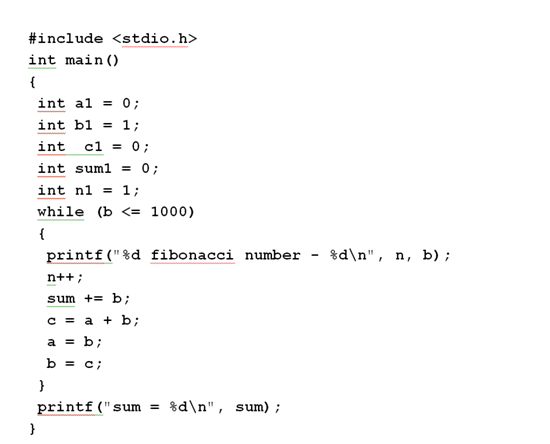 #include <stdio.h>
int main()
{
int a1 = 0;
int b1 = 1;
int  c1 = 0;
int sum1 = 0;
int n1 = 1;
while (b <= 1000)
{
printf("%d fibonacci number - %d\n", n, b);
n++;
sum += b;
c = a + b;
a = b;
b = c;
}
printf("sum = %d\n", sum);
}